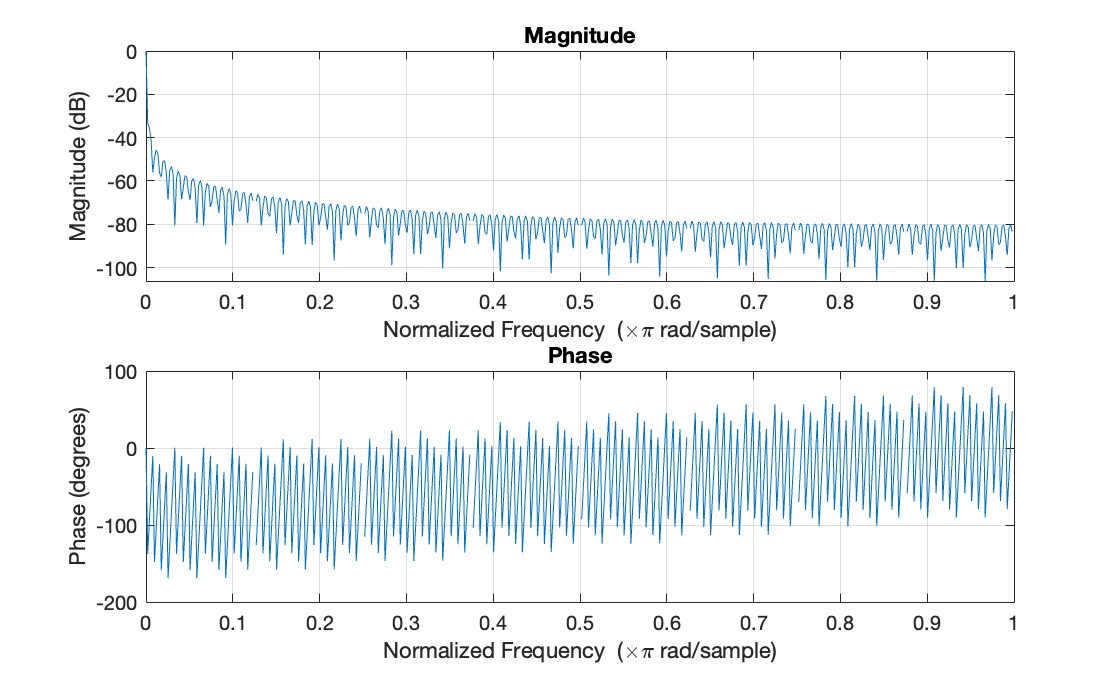 Magnitude
0
-20
-40
-60
-80
-100
Magnitude (dB)
0 0.1 0.2 0.3 0.4 0.5 0.6 0.7 0.8 0.9 1
Normalized Frequency (×π rad/sample)
Phase
100
0
-100
-200
Phase (degrees)
0 0.1 0.2 0.3 0.4 0.5 0.6 0.7 0.8 0.9 1
Normalized Frequency (×π rad/sample)